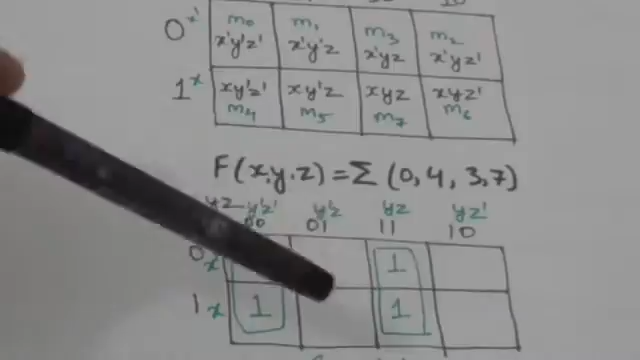 0 x' m0 m1 m3 m2
x'y'z' x'y'z x'yz x'yz'
1 x xy'z' xy'z xyz xyz'
m4 m5 m7 m6
F(x,y,z) = Σ (0, 4, 3, 7)
yz y'z' y'z yz yz'
00 01 11 10
0 x 1
1 x 1 1